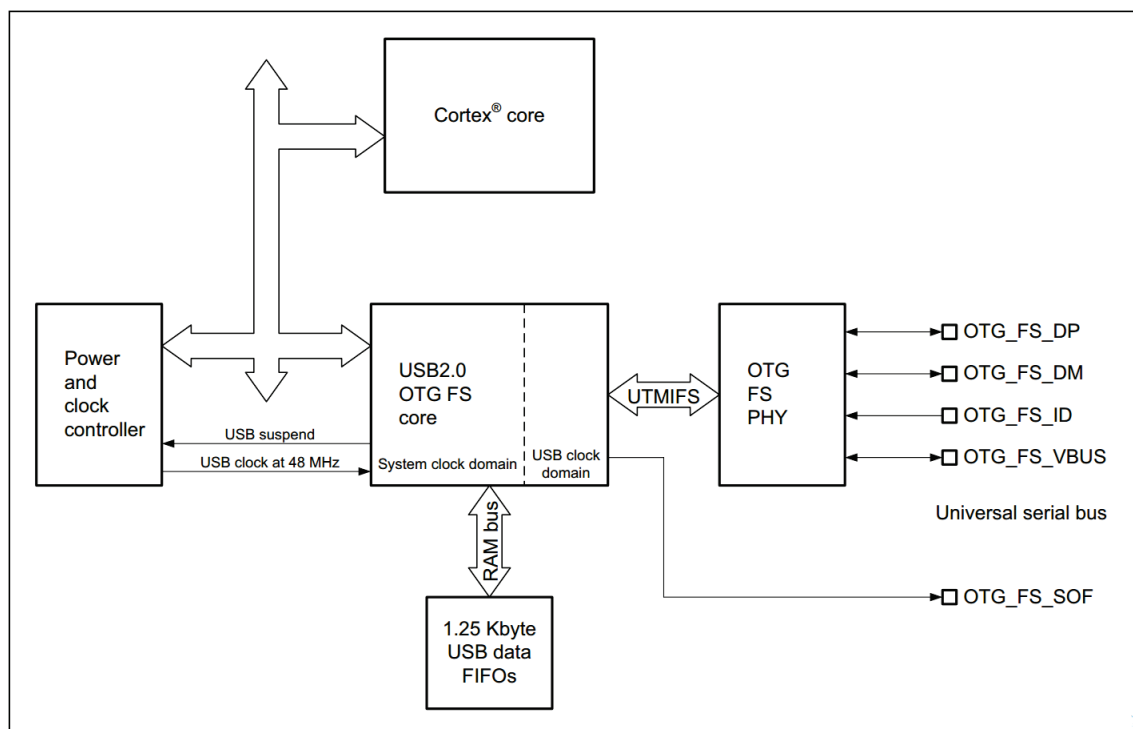 Cortex® core
Power
and
clock
controller
USB2.0
OTG FS
core
USB suspend
USB clock at 48 MHz
System clock domain
USB clock
domain
UTMIFS
OTG
FS
PHY
OTG_FS_DP
OTG_FS_DM
OTG_FS_ID
OTG_FS_VBUS
Universal serial bus
RAM bus
OTG_FS_SOF
1.25 Kbyte
USB data
FIFOs